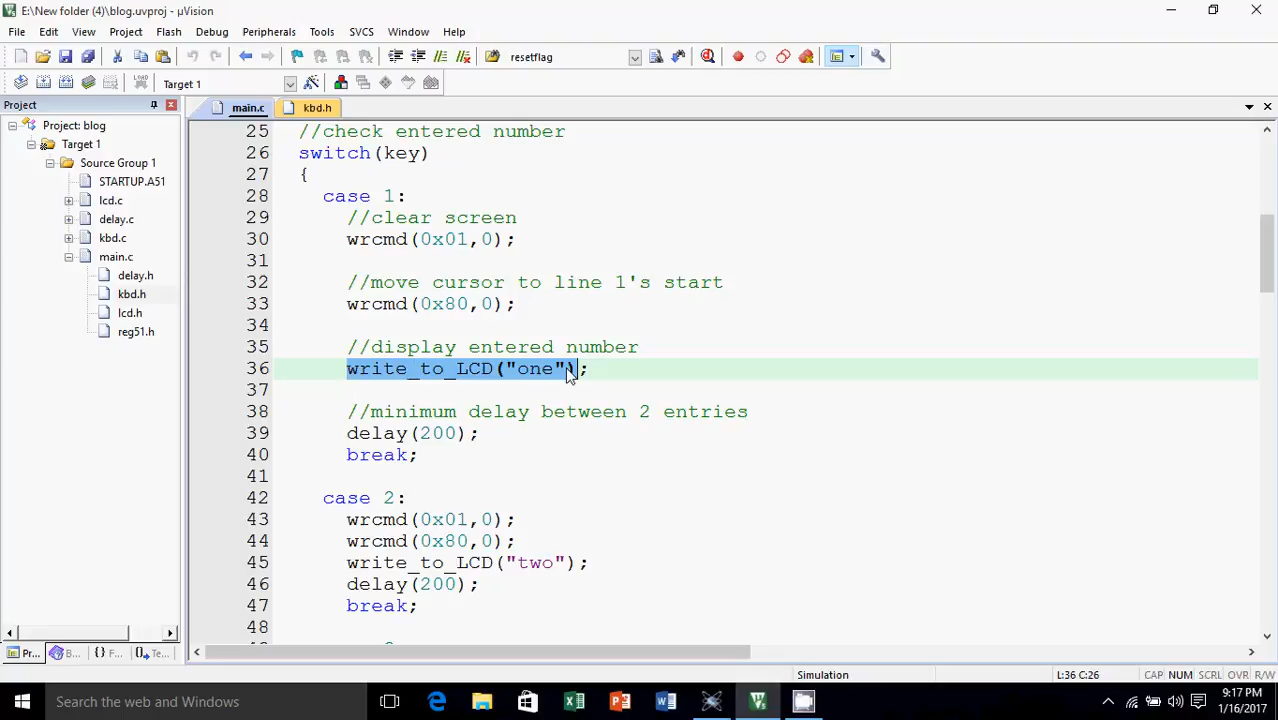 E:\New folder (4)\blog.uvproj - µVision
File Edit View Project Flash Debug Peripherals Tools SVCS Window Help
resetflag
LOAD Target 1
Project
main.c kbd.h
Project: blog
Target 1
Source Group 1
STARTUP.A51
lcd.c
delay.c
kbd.c
main.c
delay.h
kbd.h
lcd.h
reg51.h
25 //check entered number
26 switch(key)
27 {
28 case 1:
29 //clear screen
30 wrcmd(0x01,0);
31
32 //move cursor to line 1's start
33 wrcmd(0x80,0);
34
35 //display entered number
36 write_to_LCD("one");
37
38 //minimum delay between 2 entries
39 delay(200);
40 break;
41
42 case 2:
43 wrcmd(0x01,0);
44 wrcmd(0x80,0);
45 write_to_LCD("two");
46 delay(200);
47 break;
48
Pr... B... {} F... Te...
Simulation L:36 C:26 CAP NUM SCRL OVR R/W
Search the web and Windows
9:17 PM
1/16/2017